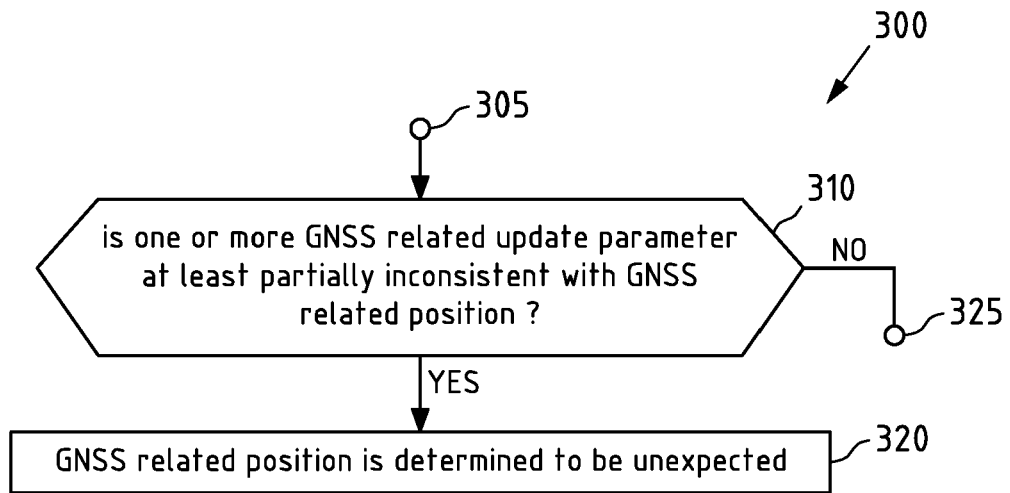 300
305
310
is one or more GNSS related update parameter
at least partially inconsistent with GNSS
related position ?
NO
325
YES
320
GNSS related position is determined to be unexpected